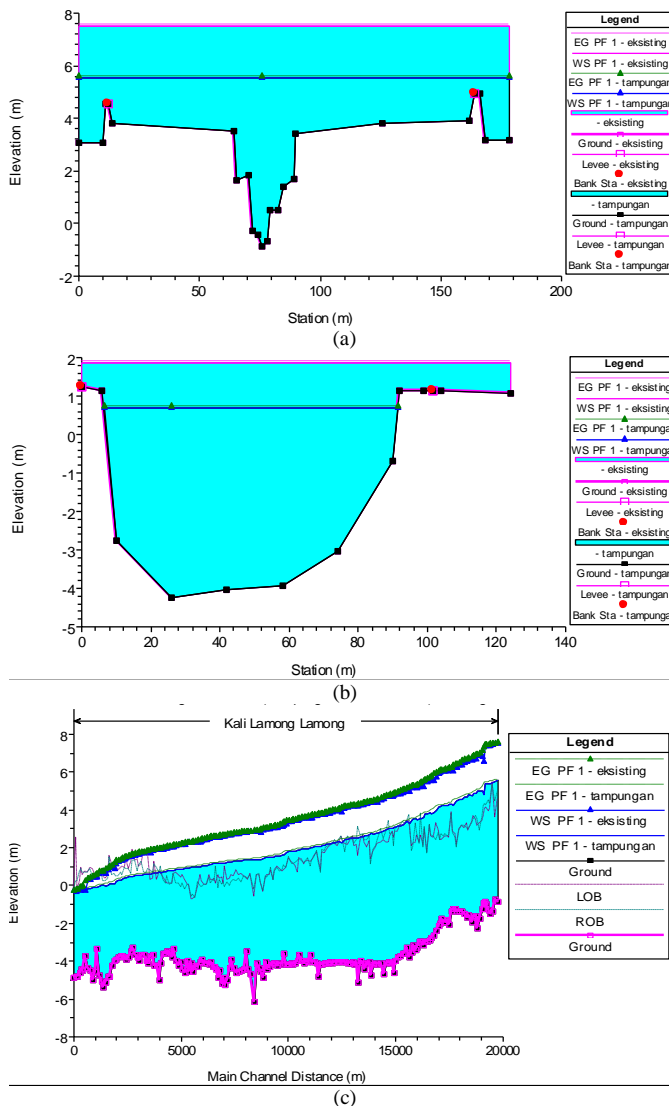 8
6
4
2
0
-2
Elevation (m)
0
50
100
150
200
Station (m)
Legend
EG PF 1 - eksisting
WS PF 1 - eksisting
EG PF 1 - tampungan
WS PF 1 - tampungan
- eksisting
Ground - eksisting
Levee - eksisting
Bank Sta - eksisting
- tampungan
Ground - tampungan
Levee - tampungan
Bank Sta - tampungan
(a)
2
1
0
-1
-2
-3
-4
-5
Elevation (m)
0
20
40
60
80
100
120
140
Station (m)
Legend
EG PF 1 - eksisting
WS PF 1 - eksisting
EG PF 1 - tampungan
WS PF 1 - tampungan
- eksisting
Ground - eksisting
Levee - eksisting
Bank Sta - eksisting
- tampungan
Ground - tampungan
Levee - tampungan
Bank Sta - tampungan
(b)
Kali Lamong Lamong
8
6
4
2
0
-2
-4
-6
-8
Elevation (m)
0
5000
10000
15000
20000
Main Channel Distance (m)
Legend
EG PF 1 - eksisting
EG PF 1 - tampungan
WS PF 1 - eksisting
WS PF 1 - tampungan
Ground
LOB
ROB
Ground
(c)